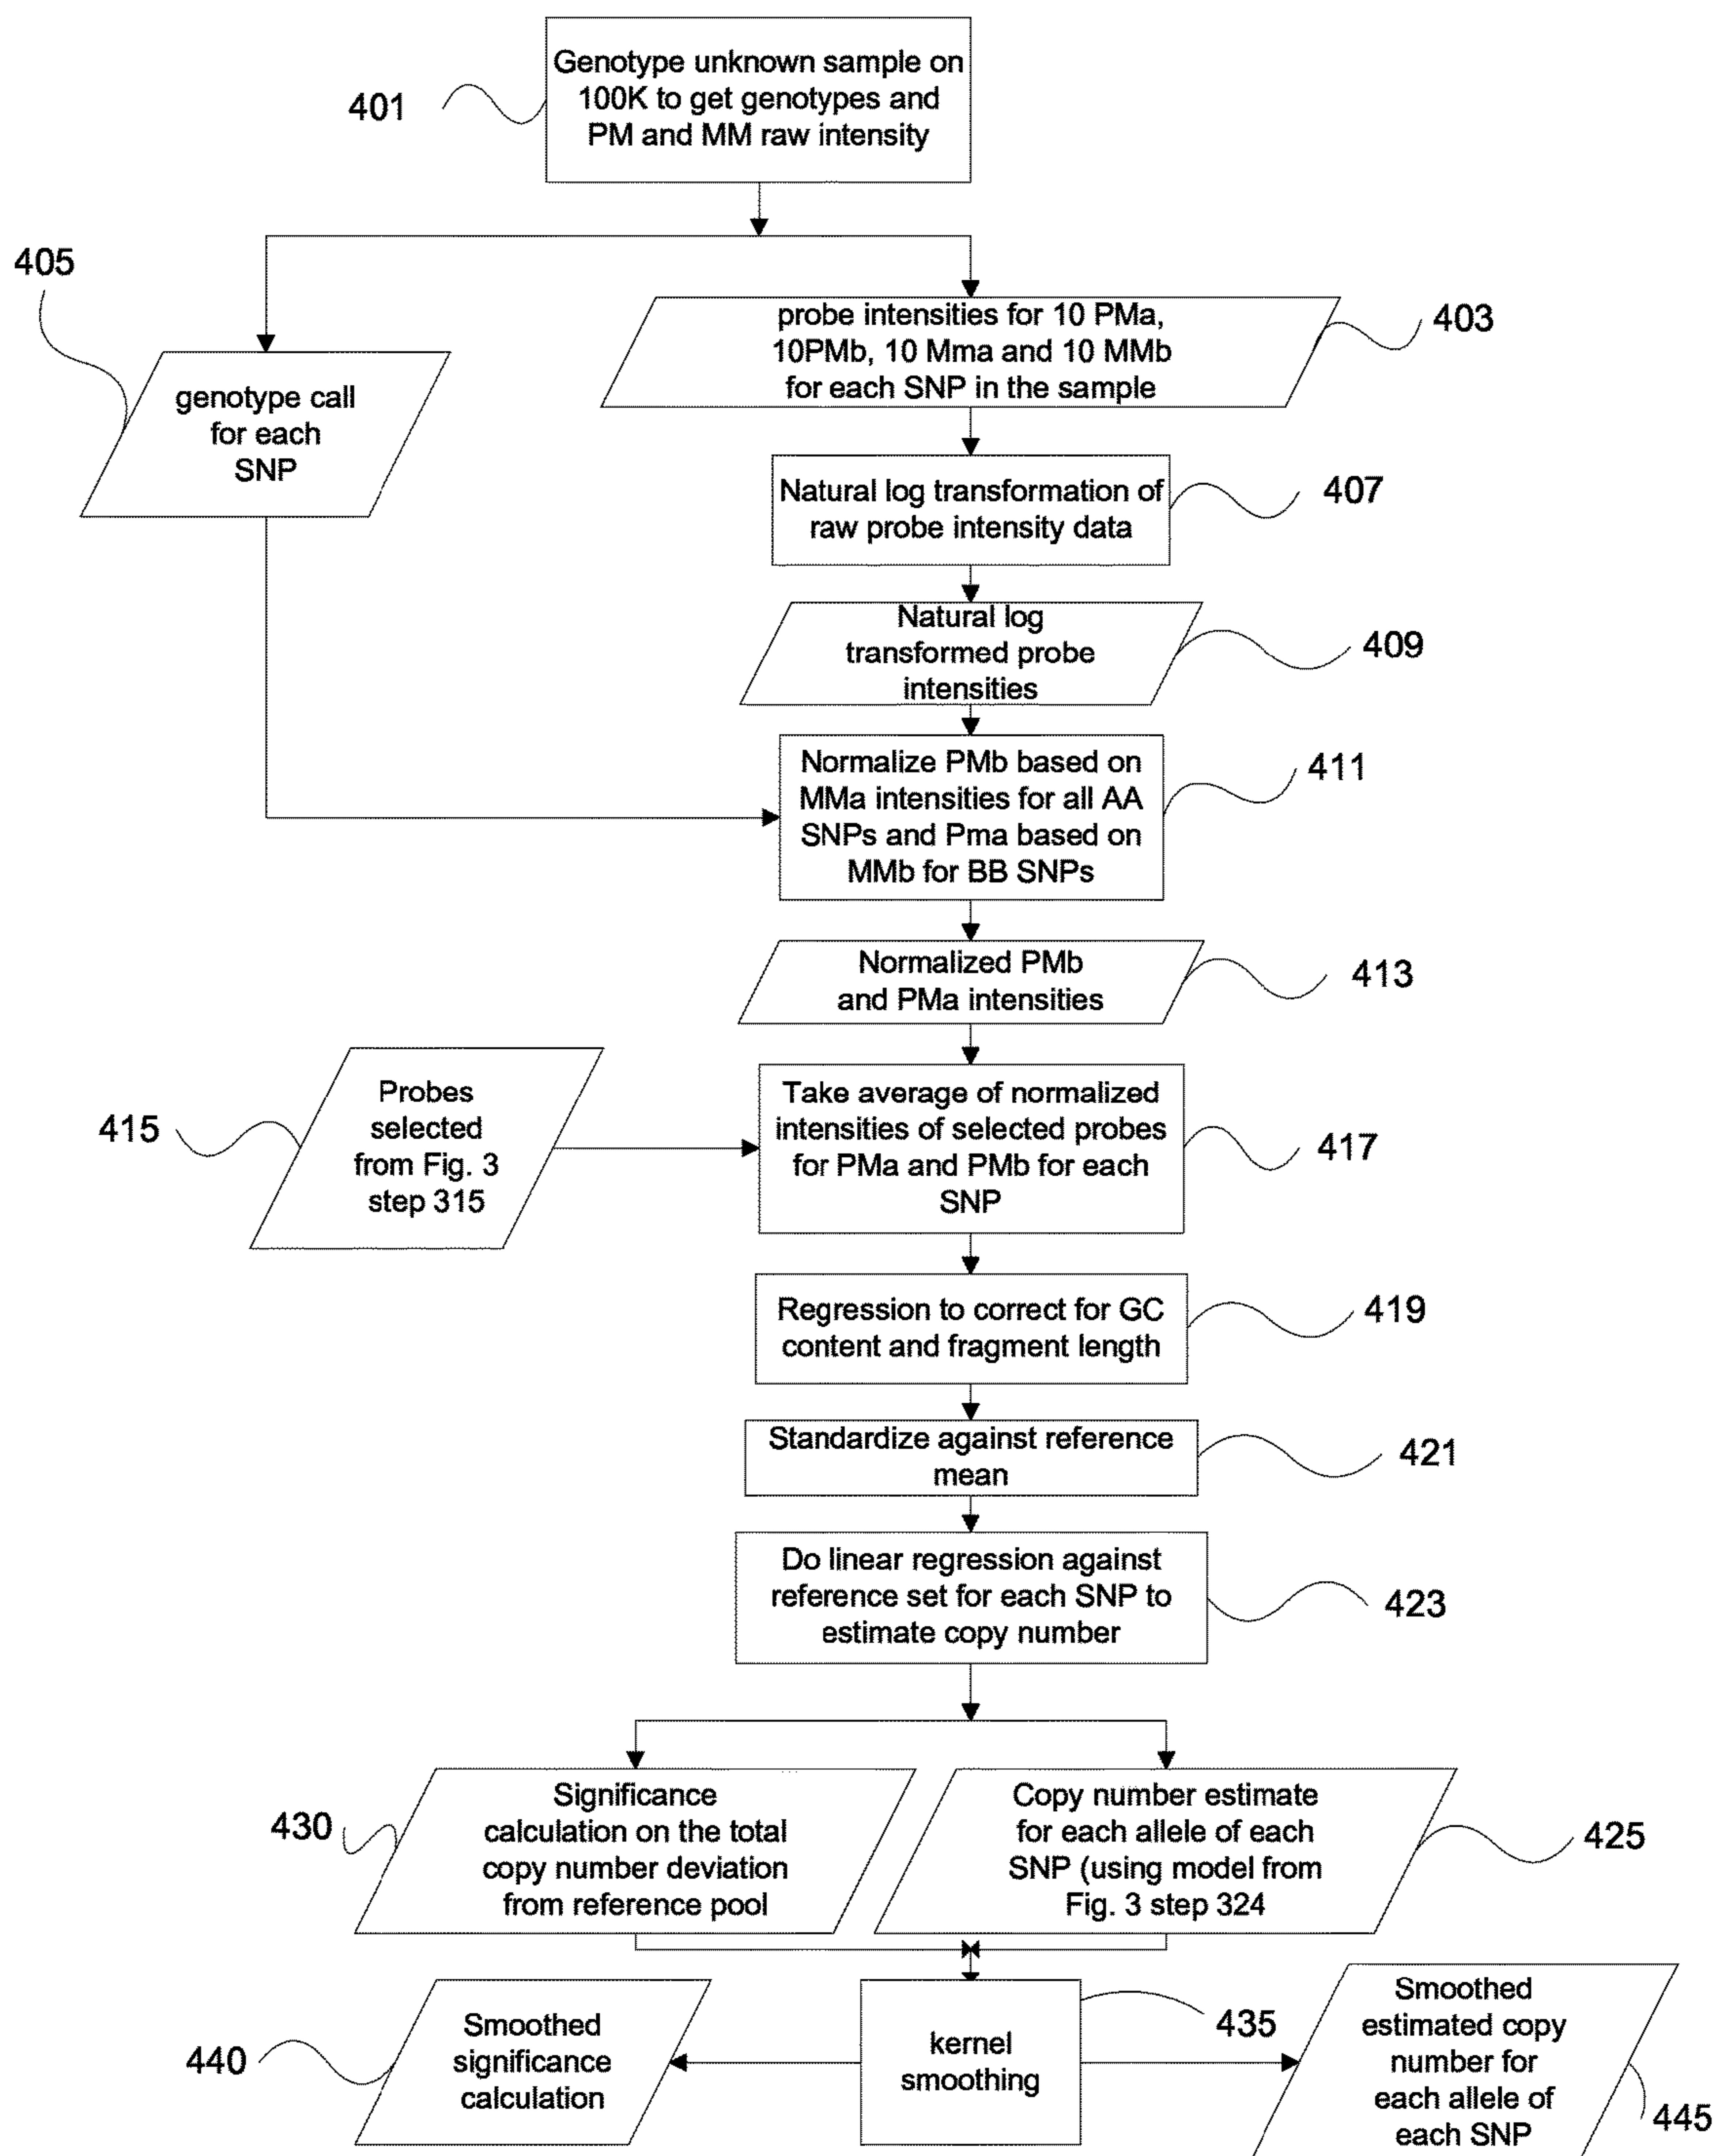 Genotype unknown sample on
100K to get genotypes and
PM and MM raw intensity
401
405
probe intensities for 10 PMa,
10PMb, 10 Mma and 10 MMb
for each SNP in the sample
403
genotype call
for each
SNP
Natural log transformation of
raw probe intensity data
407
Natural log
transformed probe
intensities
409
Normalize PMb based on
MMa intensities for all AA
SNPs and Pma based on
MMb for BB SNPs
411
Normalized PMb
and PMa intensities
413
415
Probes
selected
from Fig. 3
step 315
Take average of normalized
intensities of selected probes
for PMa and PMb for each
SNP
417
Regression to correct for GC
content and fragment length
419
Standardize against reference
mean
421
Do linear regression against
reference set for each SNP to
estimate copy number
423
430
Significance
calculation on the total
copy number deviation
from reference pool
Copy number estimate
for each allele of each
SNP (using model from
Fig. 3 step 324
425
440
Smoothed
significance
calculation
kernel
smoothing
435
Smoothed
estimated copy
number for
each allele of
each SNP
445